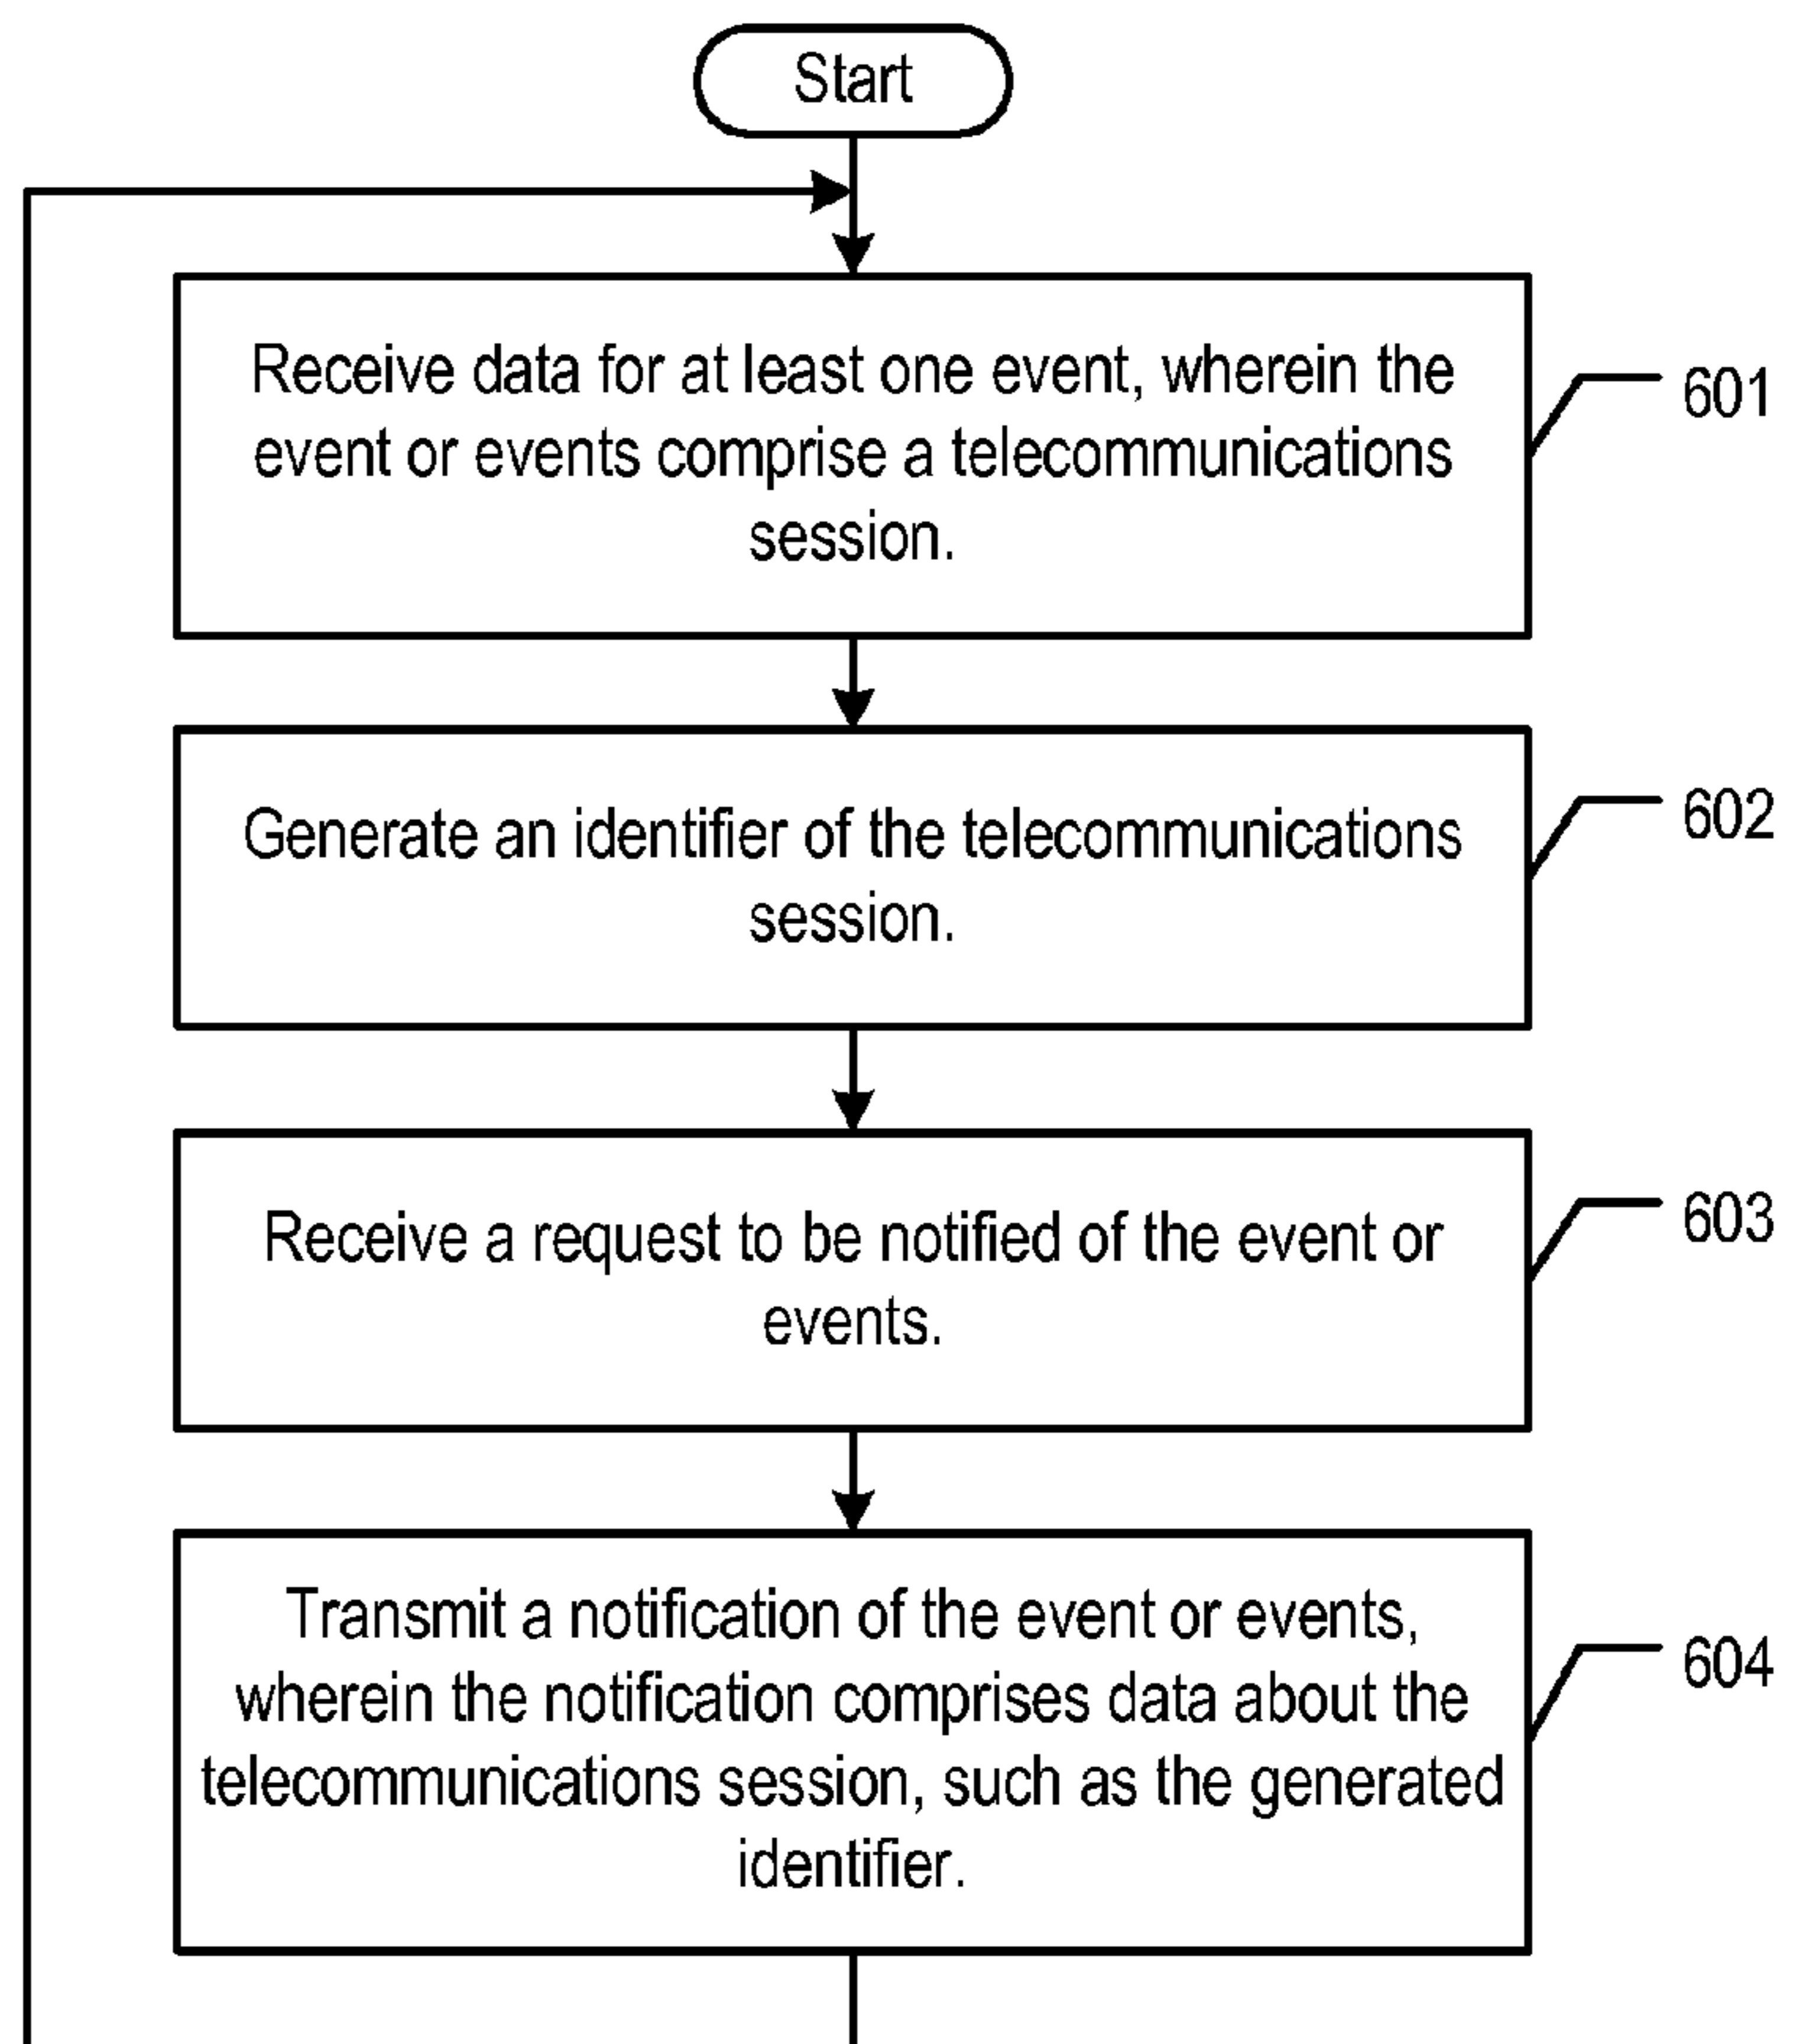 Start
Receive data for at least one event, wherein the
event or events comprise a telecommunications
session.
601
Generate an identifier of the telecommunications
session.
602
Receive a request to be notified of the event or
events.
603
Transmit a notification of the event or events,
wherein the notification comprises data about the
telecommunications session, such as the generated
identifier.
604